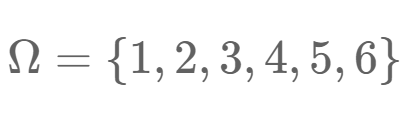 Ω = {1, 2, 3, 4, 5, 6}